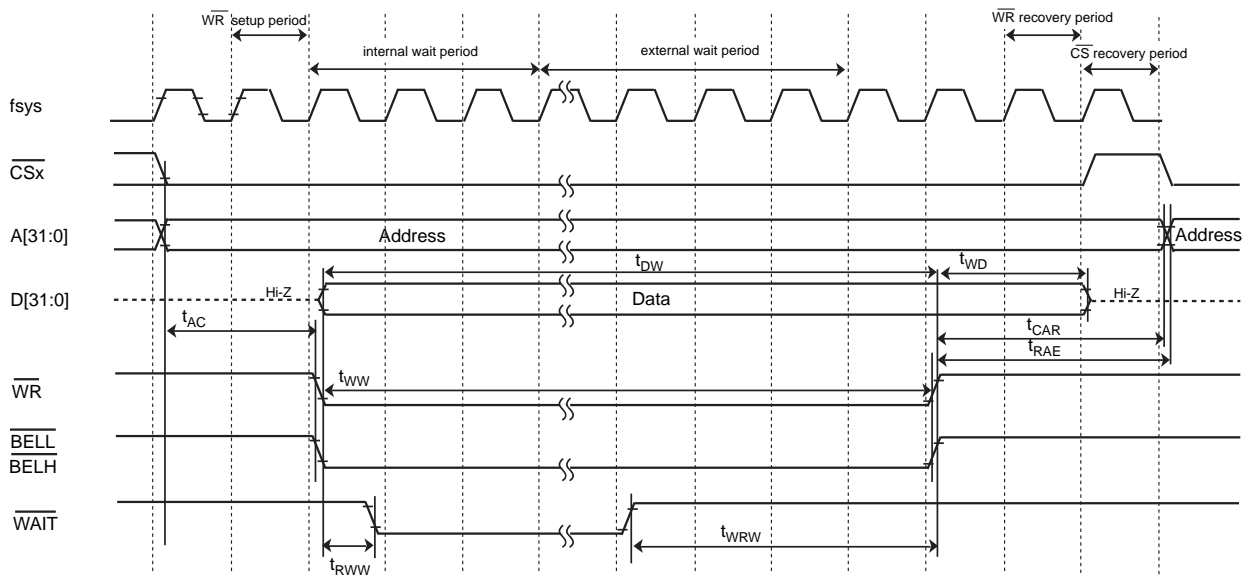 WR setup period
WR recovery period
internal wait period
external wait period
CS recovery period
fsys
CSx
A[31:0]
Address
Address
tDW
tWD
D[31:0]
Hi-Z
Data
Hi-Z
tAC
tCAR
tRAE
WR
tWW
BELL
BELH
WAIT
tRWW
tWRW